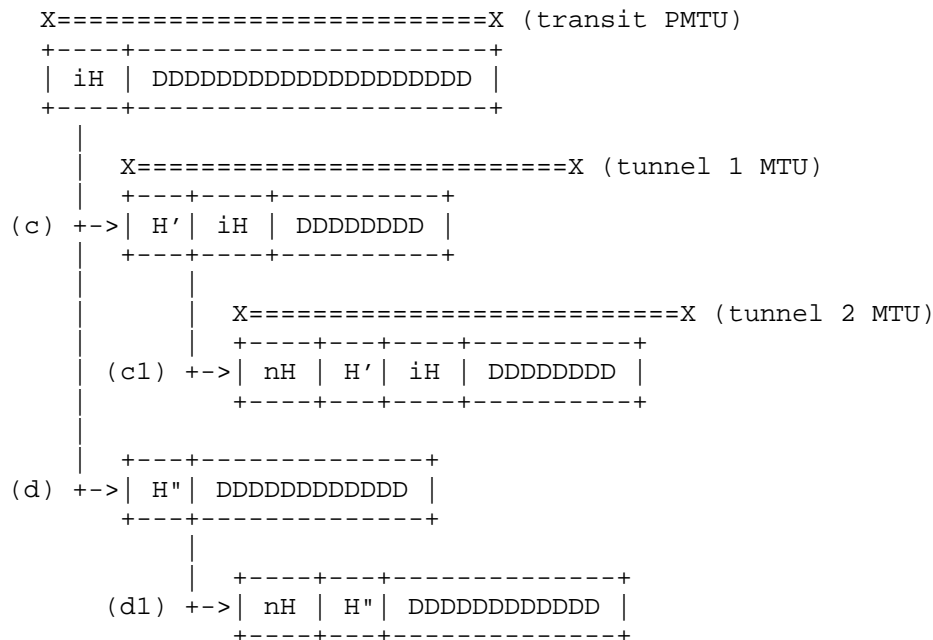 X===========================X (transit PMTU)
+----+----------------------+
| iH | DDDDDDDDDDDDDDDDDDDD |
+----+----------------------+
|
| X===========================X (tunnel 1 MTU)
| +---+----+----------+
(c) +->| H'| iH | DDDDDDDD |
| +---+----+----------+
| |
| | X===========================X (tunnel 2 MTU)
| | +----+---+----+----------+
| (c1) +->| nH | H'| iH | DDDDDDDD |
| +----+---+----+----------+
|
| +---+--------------+
(d) +->| H"| DDDDDDDDDDDD |
+---+--------------+
|
| +----+---+--------------+
(d1) +->| nH | H"| DDDDDDDDDDDD |
+----+---+--------------+